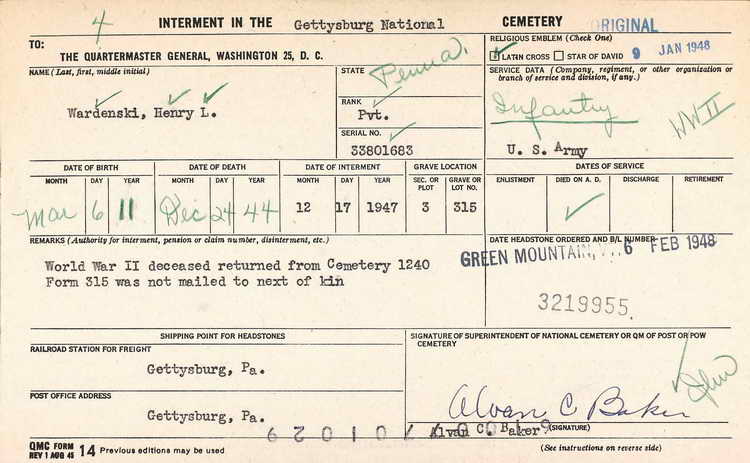 4 INTERMENT IN THE Gettysburg National CEMETERY ORIGINAL
TO:
THE QUARTERMASTER GENERAL, WASHINGTON 25, D. C.
RELIGIOUS EMBLEM (Check One)
LATIN CROSS STAR OF DAVID 9 JAN 1948
NAME (Last, first, middle initial)
Wardenski, Henry L.
STATE
Penna.
RANK
Pvt.
SERIAL NO.
33801683
SERVICE DATA (Company, regiment, or other organization or branch of service and division, if any.)
Infantry
WW II
U. S. Army
DATE OF BIRTH DATE OF DEATH DATE OF INTERMENT GRAVE LOCATION DATES OF SERVICE
MONTH DAY YEAR MONTH DAY YEAR MONTH DAY YEAR SEC. OR PLOT GRAVE OR LOT NO. ENLISTMENT DIED ON A. D. DISCHARGE RETIREMENT
Mar 6 11 Dec 24 44 12 17 1947 3 315
REMARKS (Authority for interment, pension or claim number, disinterment, etc.)
World War II deceased returned from Cemetery 1240
Form 315 was not mailed to next of kin
DATE HEADSTONE ORDERED AND B/L NUMBER
GREEN MOUNTAIN, 6 FEB 1948
3219955.
SHIPPING POINT FOR HEADSTONES
RAILROAD STATION FOR FREIGHT
Gettysburg, Pa.
POST OFFICE ADDRESS
Gettysburg, Pa.
SIGNATURE OF SUPERINTENDENT OF NATIONAL CEMETERY OR QM OF POST OR POW CEMETERY
Alvan C Baker
Alvan C. Baker (SIGNATURE)
QMC FORM REV 1 AUG 45 14 Previous editions may be used
(See instructions on reverse side)